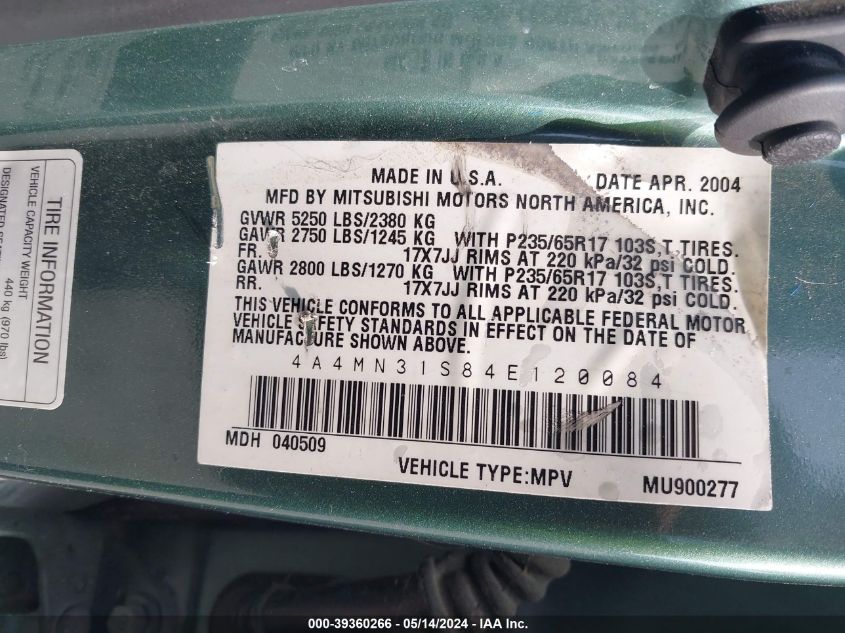 MADE IN U.S.A. DATE APR. 2004
MFD BY MITSUBISHI MOTORS NORTH AMERICA, INC.
GVWR 5250 LBS/2380 KG
GAWR 2750 LBS/1245 KG WITH P235/65R17 103S,T TIRES.
FR. 17X7JJ RIMS AT 220 kPa/32 psi COLD.
GAWR 2800 LBS/1270 KG WITH P235/65R17 103S,T TIRES.
RR. 17X7JJ RIMS AT 220 kPa/32 psi COLD.
THIS VEHICLE CONFORMS TO ALL APPLICABLE FEDERAL MOTOR
VEHICLE SAFETY STANDARDS IN EFFECT ON THE DATE OF
MANUFACTURE SHOWN ABOVE.
4A4MN31S84E120084
MDH 040509
VEHICLE TYPE:MPV
MU900277
TIRE INFORMATION
VEHICLE CAPACITY WEIGHT
440 kg (970 lbs)
DESIGNATED
000-39360266 - 05/14/2024 - IAA Inc.